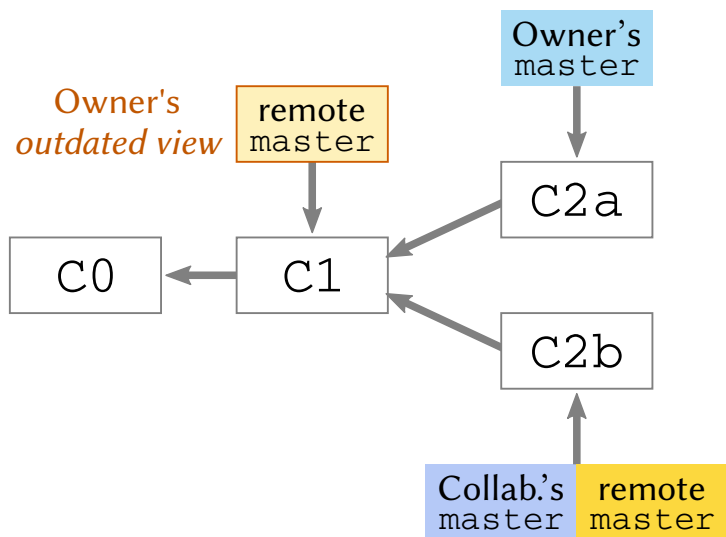 Owner’s
master
Owner's
outdated view
remote
master
C2a
C0
C1
C2b
Collab.’s
master
remote
master